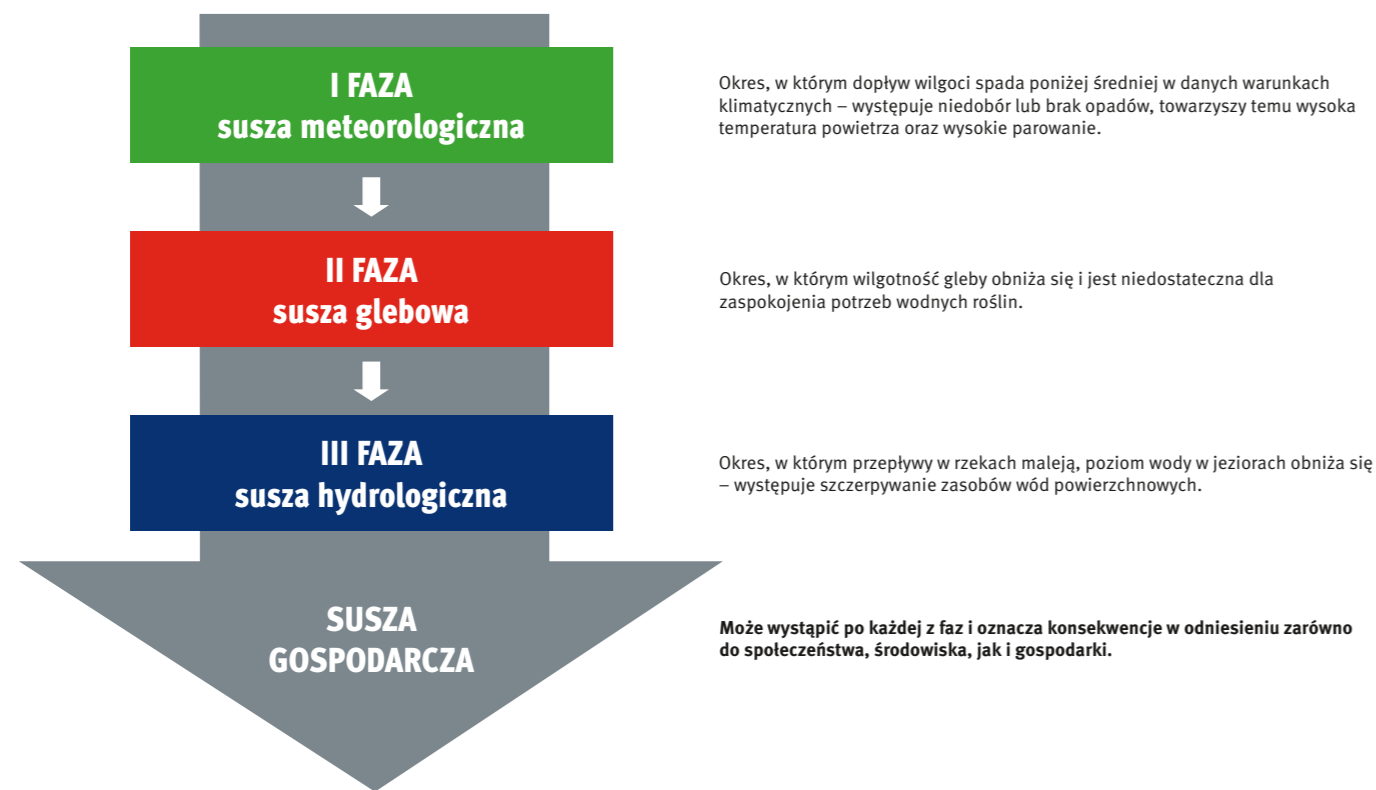 I FAZA
susza meteorologiczna
Okres, w którym dopływ wilgoci spada poniżej średniej w danych warunkach
klimatycznych – występuje niedobór lub brak opadów, towarzyszy temu wysoka
temperatura powietrza oraz wysokie parowanie.
II FAZA
susza glebowa
Okres, w którym wilgotność gleby obniża się i jest niedostateczna dla
zaspokojenia potrzeb wodnych roślin.
III FAZA
susza hydrologiczna
Okres, w którym przepływy w rzekach maleją, poziom wody w jeziorach obniża się
– występuje szczerpywanie zasobów wód powierzchnowych.
SUSZA
GOSPODARCZA
Może wystąpić po każdej z faz i oznacza konsekwencje w odniesieniu zarówno
do społeczeństwa, środowiska, jak i gospodarki.